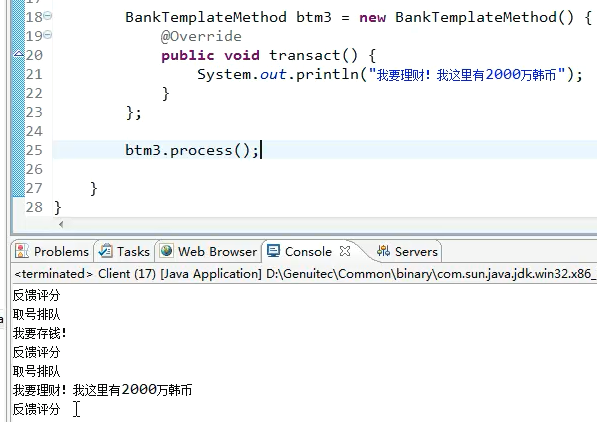 17
18 BankTemplateMethod btm3 = new BankTemplateMethod() {
19 @Override
20 public void transact() {
21 System.out.println("我要理财！我这里有2000万韩币");
22 }
23 };
24
25 btm3.process();
26
27 }
28 }
Problems Tasks Web Browser Console Servers
<terminated> Client (17) [Java Application] D:\Genuitec\Common\binary\com.sun.java.jdk.win32.x86_
反馈评分
取号排队
我要存钱！
反馈评分
取号排队
我要理财！我这里有2000万韩币
反馈评分